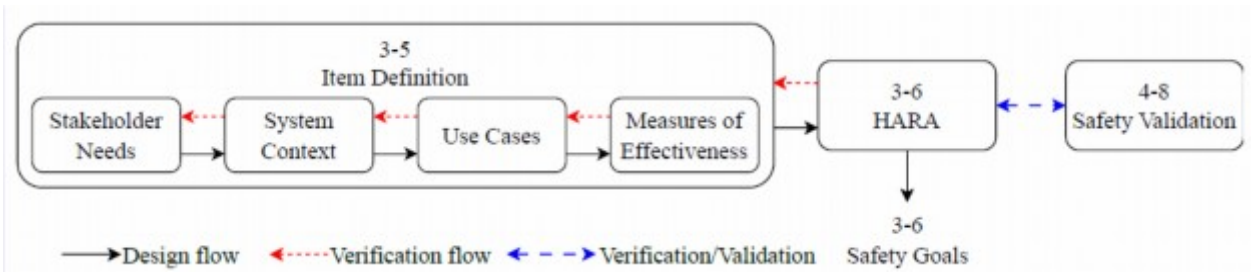 3-5
Item Definition
Stakeholder
Needs
System
Context
Use Cases
Measures of
Effectiveness
3-6
HARA
4-8
Safety Validation
3-6
Safety Goals
Design flow
Verification flow
Verification/Validation